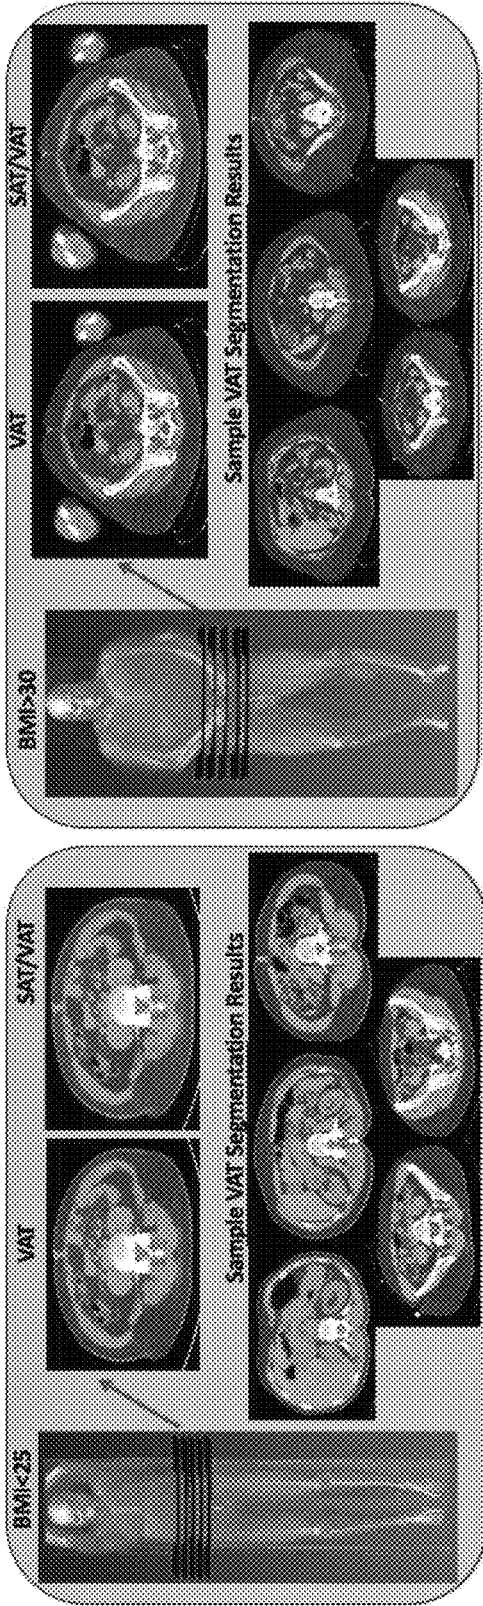 BMI<25
VAT
SAT/VAT
Sample VAT Segmentation Results
BMI>30
VAT
SAT/VAT
Sample VAT Segmentation Results